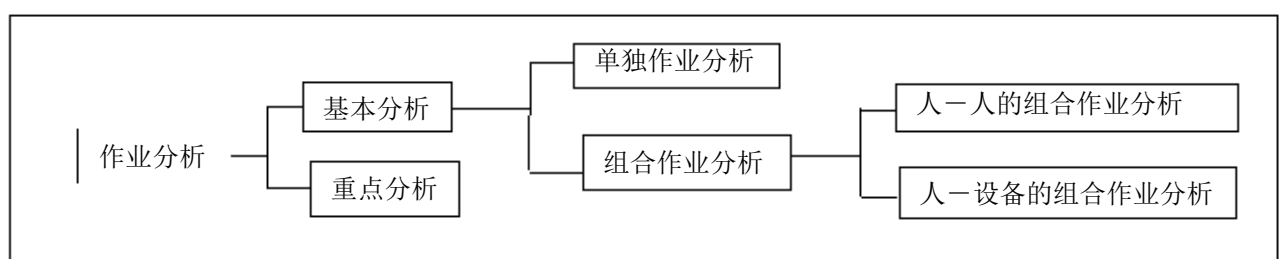 作业分析
基本分析
重点分析
单独作业分析
组合作业分析
人－人的组合作业分析
人－设备的组合作业分析